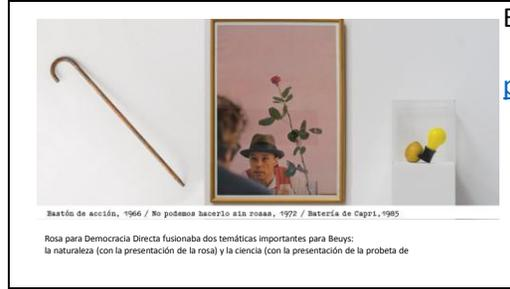 Bastón de acción, 1966 / No podemos hacerlo sin rosas, 1972 / Batería de Capri,1985
Rosa para Democracia Directa fusionaba dos temáticas importantes para Beuys:
la naturaleza (con la presentación de la rosa) y la ciencia (con la presentación de la probeta de